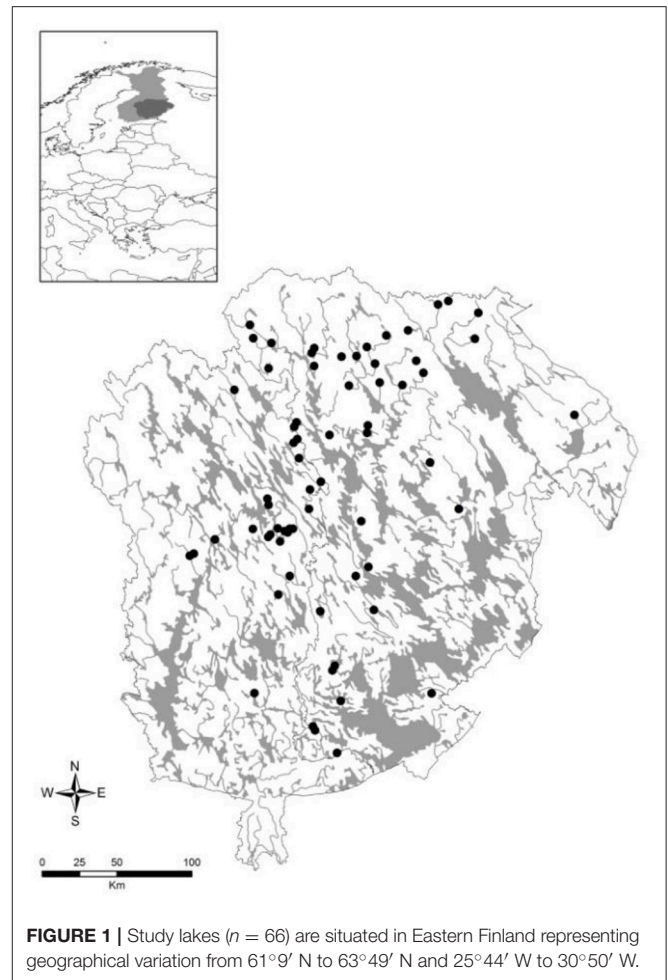 N
W E
S
0 25 50 100
Km
FIGURE 1 | Study lakes (n = 66) are situated in Eastern Finland representing
geographical variation from 61°9′ N to 63°49′ N and 25°44′ W to 30°50′ W.